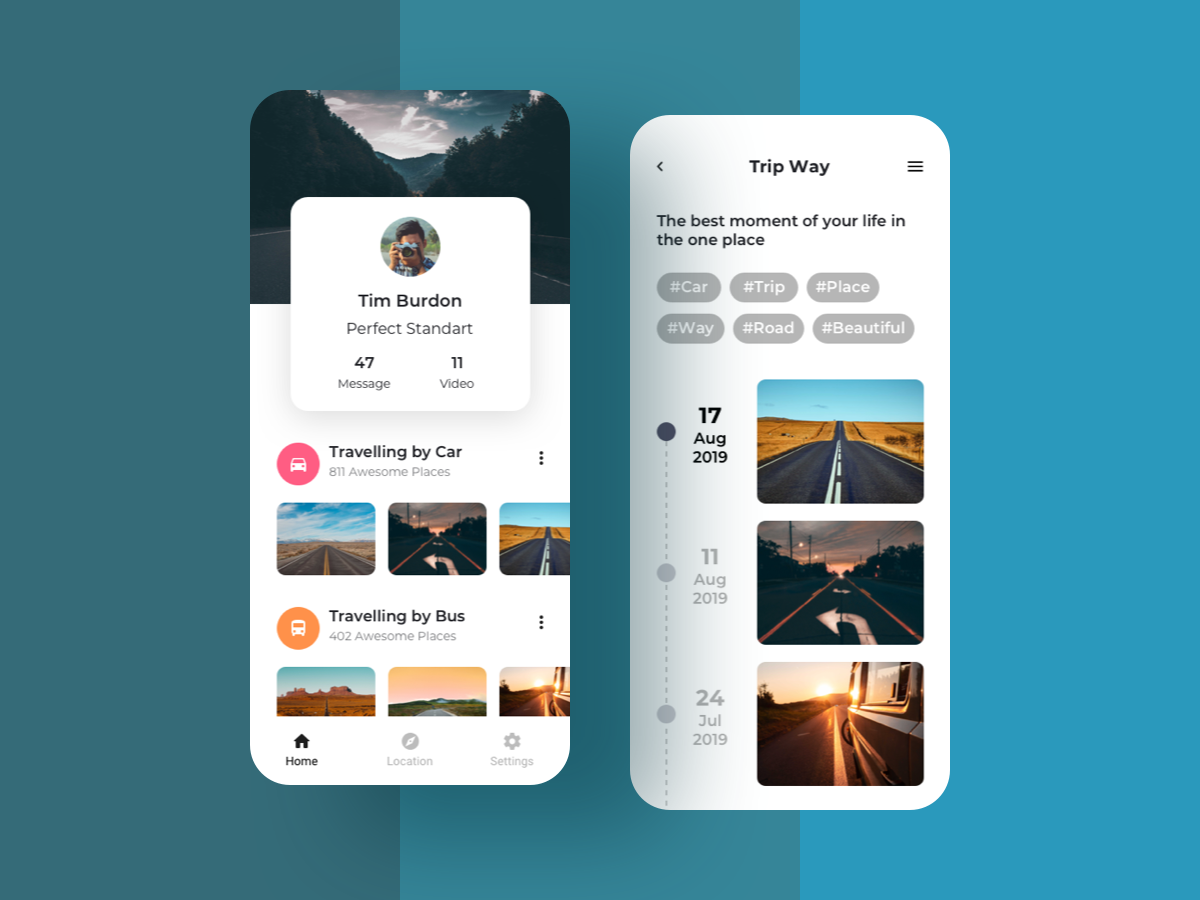 Tim Burdon
Perfect Standart
47 11
Message Video
Travelling by Car
811 Awesome Places
Travelling by Bus
402 Awesome Places
Home Location Settings
Trip Way
The best moment of your life in
the one place
#Car #Trip #Place
#Way #Road #Beautiful
17
Aug
2019
11
Aug
2019
24
Jul
2019